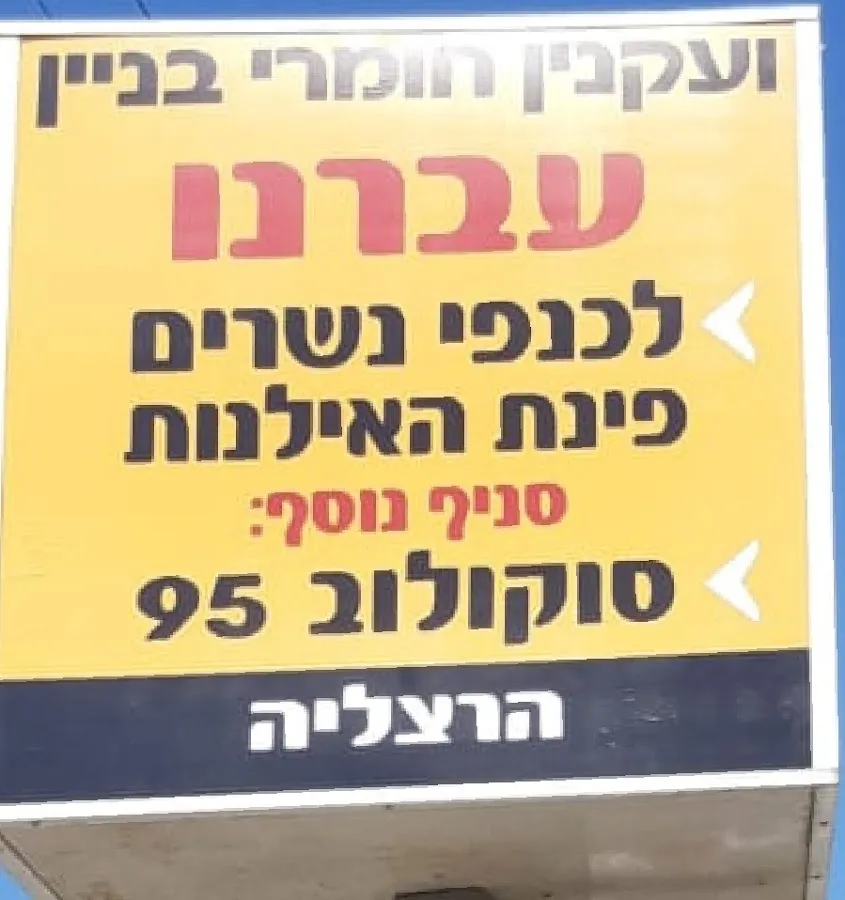 ועקנין חומרי בניין
עברנו
לכנפי נשרים
פינת האילנות
סניף נוסף:
סוקולוב 95
הרצליה